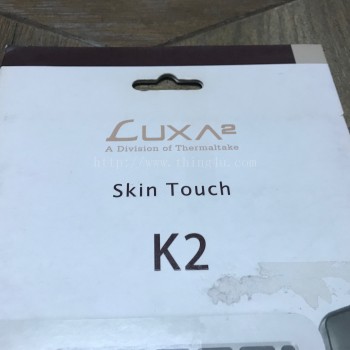 LUXA2
A Division of Thermaltake
Skin Touch
K2